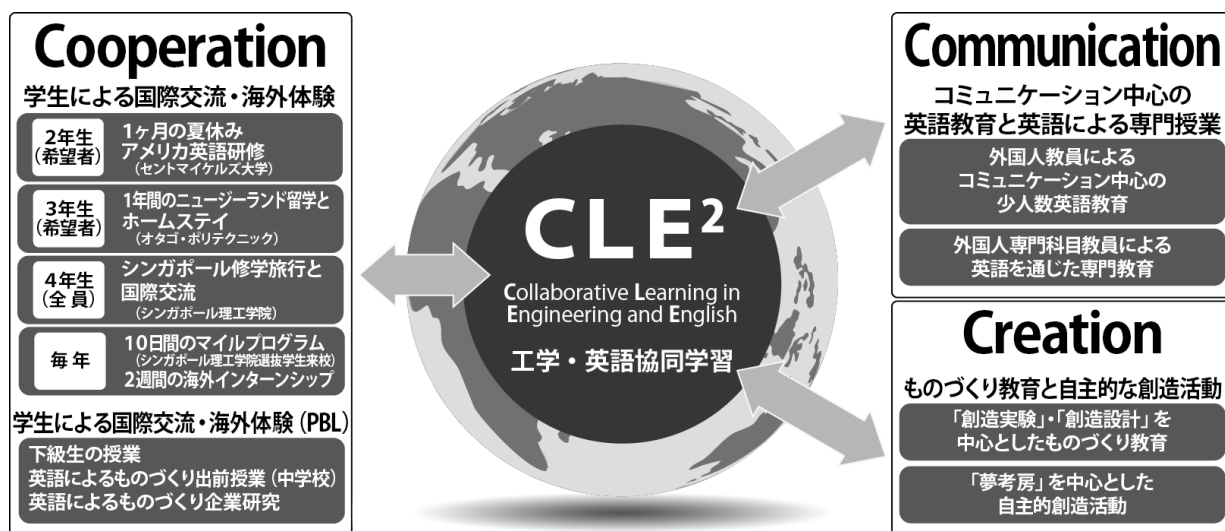 Cooperation
学生による国際交流・海外体験
2年生
(希望者)
1ヶ月の夏休み
アメリカ英語研修
(セントマイケルズ大学)
3年生
(希望者)
1年間のニュージーランド留学と
ホームステイ
(オタゴ・ポリテクニック)
4年生
(全員)
シンガポール修学旅行と
国際交流
(シンガポール理工学院)
毎年
10日間のマイルプログラム
(シンガポール理工学院選抜学生来校)
2週間の海外インターンシップ
学生による国際交流・海外体験(PBL)
下級生の授業
英語によるものづくり出前授業(中学校)
英語によるものづくり企業研究
CLE²
Collaborative Learning in
Engineering and English
工学・英語協同学習
Communication
コミュニケーション中心の
英語教育と英語による専門授業
外国人教員による
コミュニケーション中心の
少人数英語教育
外国人専門科目教員による
英語を通じた専門教育
Creation
ものづくり教育と自主的な創造活動
「創造実験」・「創造設計」を
中心としたものづくり教育
「夢考房」を中心とした
自主的創造活動